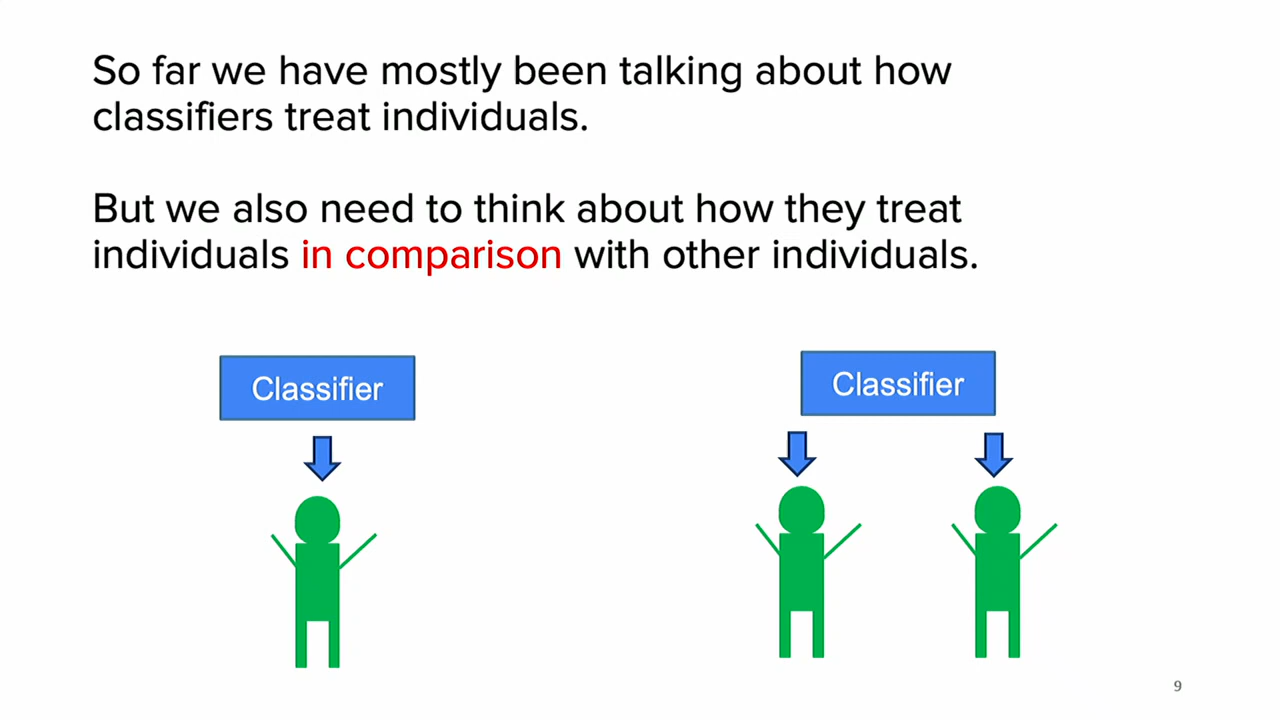 So far we have mostly been talking about how
classifiers treat individuals.
But we also need to think about how they treat
individuals in comparison with other individuals.
Classifier
Classifier
9